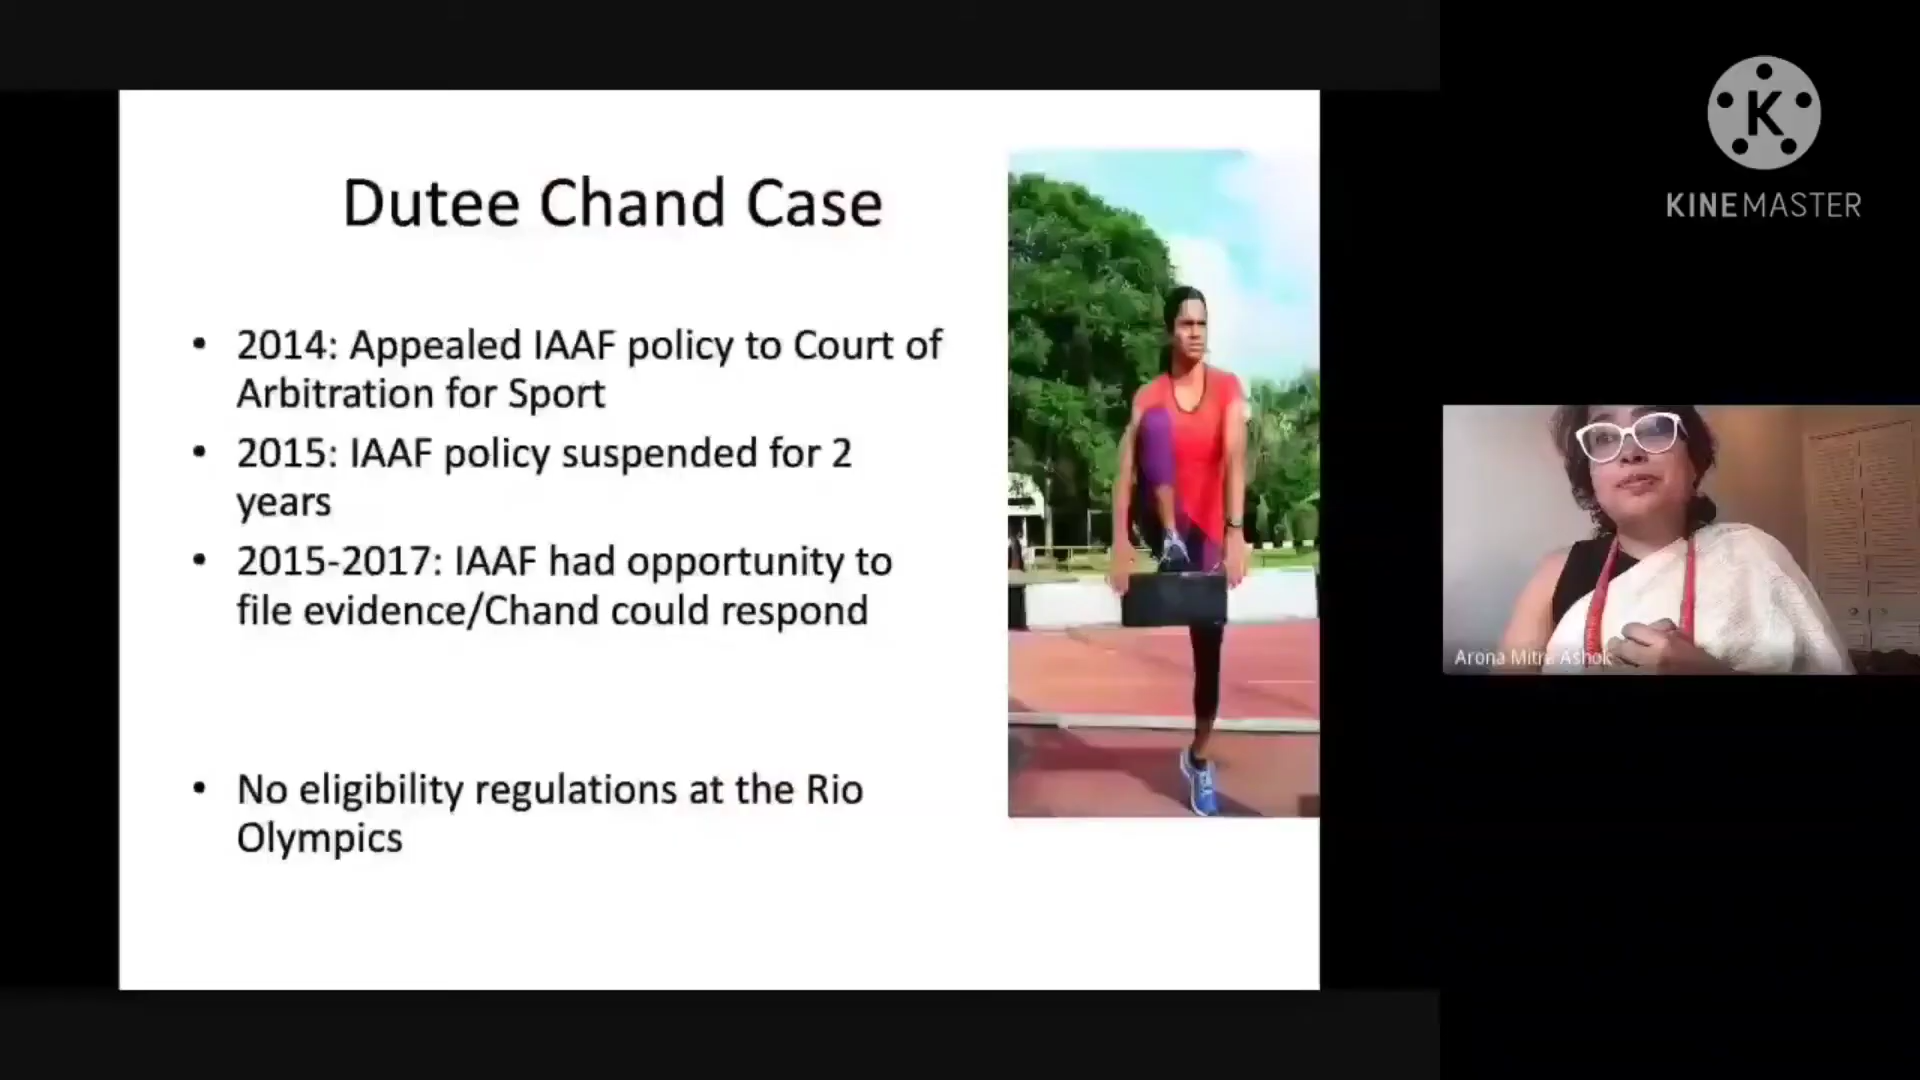 Dutee Chand Case
• 2014: Appealed IAAF policy to Court of
Arbitration for Sport
• 2015: IAAF policy suspended for 2
years
• 2015-2017: IAAF had opportunity to
file evidence/Chand could respond
• No eligibility regulations at the Rio
Olympics
K
KINEMASTER
Arona Mitra Ashok